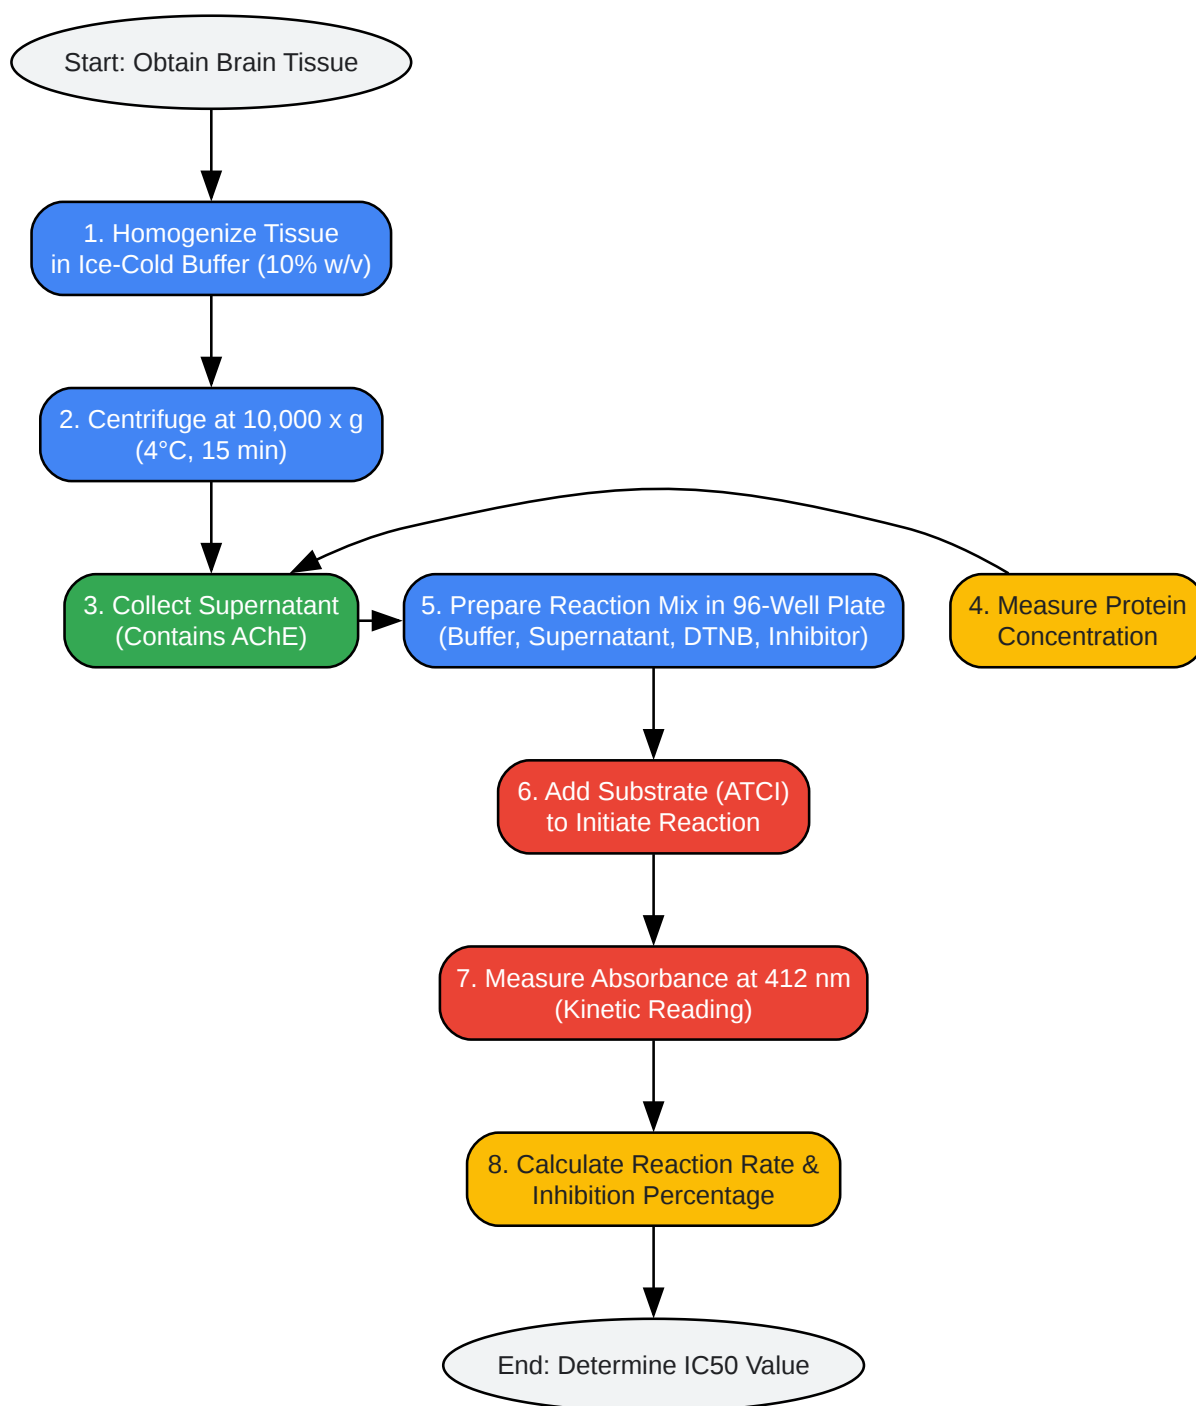 Start: Obtain Brain Tissue
1. Homogenize Tissue
in Ice-Cold Buffer (10% w/v)
2. Centrifuge at 10,000 x g
(4°C, 15 min)
3. Collect Supernatant
(Contains AChE)
5. Prepare Reaction Mix in 96-Well Plate
(Buffer, Supernatant, DTNB, Inhibitor)
4. Measure Protein
Concentration
6. Add Substrate (ATCI)
to Initiate Reaction
7. Measure Absorbance at 412 nm
(Kinetic Reading)
8. Calculate Reaction Rate &
Inhibition Percentage
End: Determine IC50 Value